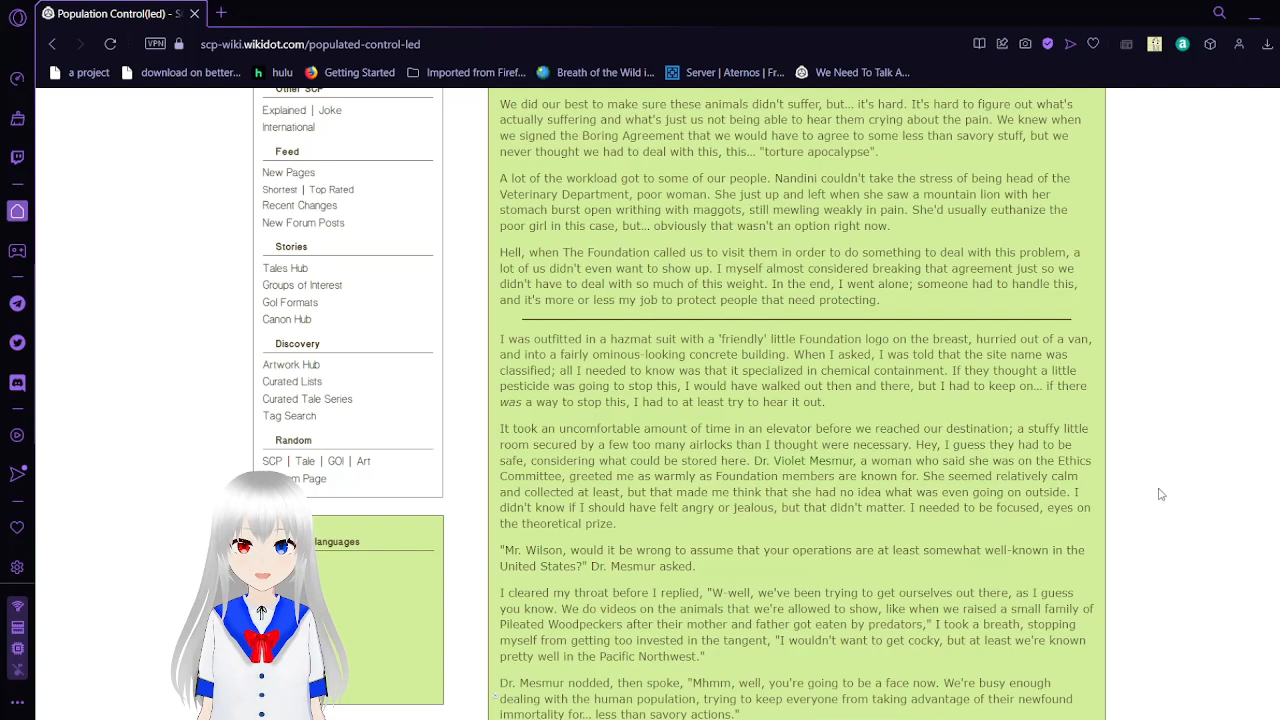 Population Control(led) - S
VPN
scp-wiki.wikidot.com/populated-control-led
a project
download on better...
hulu
Getting Started
Imported from Firef...
Breath of the Wild i...
Server | Aternos | Fr...
We Need To Talk A...
Other SCP
Explained | Joke
International
Feed
New Pages
Shortest | Top Rated
Recent Changes
New Forum Posts
Stories
Tales Hub
Groups of Interest
GoI Formats
Canon Hub
Discovery
Artwork Hub
Curated Lists
Curated Tale Series
Tag Search
Random
SCP | Tale | GOI | Art
m Page
languages
We did our best to make sure these animals didn't suffer, but... it's hard. It's hard to figure out what's
actually suffering and what's just us not being able to hear them crying about the pain. We knew when
we signed the Boring Agreement that we would have to agree to some less than savory stuff, but we
never thought we had to deal with this, this... "torture apocalypse".
A lot of the workload got to some of our people. Nandini couldn't take the stress of being head of the
Veterinary Department, poor woman. She just up and left when she saw a mountain lion with her
stomach burst open writhing with maggots, still mewling weakly in pain. She'd usually euthanize the
poor girl in this case, but... obviously that wasn't an option right now.
Hell, when The Foundation called us to visit them in order to do something to deal with this problem, a
lot of us didn't even want to show up. I myself almost considered breaking that agreement just so we
didn't have to deal with so much of this weight. In the end, I went alone; someone had to handle this,
and it's more or less my job to protect people that need protecting.
I was outfitted in a hazmat suit with a 'friendly' little Foundation logo on the breast, hurried out of a van,
and into a fairly ominous-looking concrete building. When I asked, I was told that the site name was
classified; all I needed to know was that it specialized in chemical containment. If they thought a little
pesticide was going to stop this, I would have walked out then and there, but I had to keep on... if there
was a way to stop this, I had to at least try to hear it out.
It took an uncomfortable amount of time in an elevator before we reached our destination; a stuffy little
room secured by a few too many airlocks than I thought were necessary. Hey, I guess they had to be
safe, considering what could be stored here. Dr. Violet Mesmur, a woman who said she was on the Ethics
Committee, greeted me as warmly as Foundation members are known for. She seemed relatively calm
and collected at least, but that made me think that she had no idea what was even going on outside. I
didn't know if I should have felt angry or jealous, but that didn't matter. I needed to be focused, eyes on
the theoretical prize.
"Mr. Wilson, would it be wrong to assume that your operations are at least somewhat well-known in the
United States?" Dr. Mesmur asked.
I cleared my throat before I replied, "W-well, we've been trying to get ourselves out there, as I guess
you know. We do videos on the animals that we're allowed to show, like when we raised a small family of
Pileated Woodpeckers after their mother and father got eaten by predators," I took a breath, stopping
myself from getting too invested in the tangent, "I wouldn't want to get cocky, but at least we're known
pretty well in the Pacific Northwest."
Dr. Mesmur nodded, then spoke, "Mhmm, well, you're going to be a face now. We're busy enough
dealing with the human population, trying to keep everyone from taking advantage of their newfound
immortality for... less than savory actions."